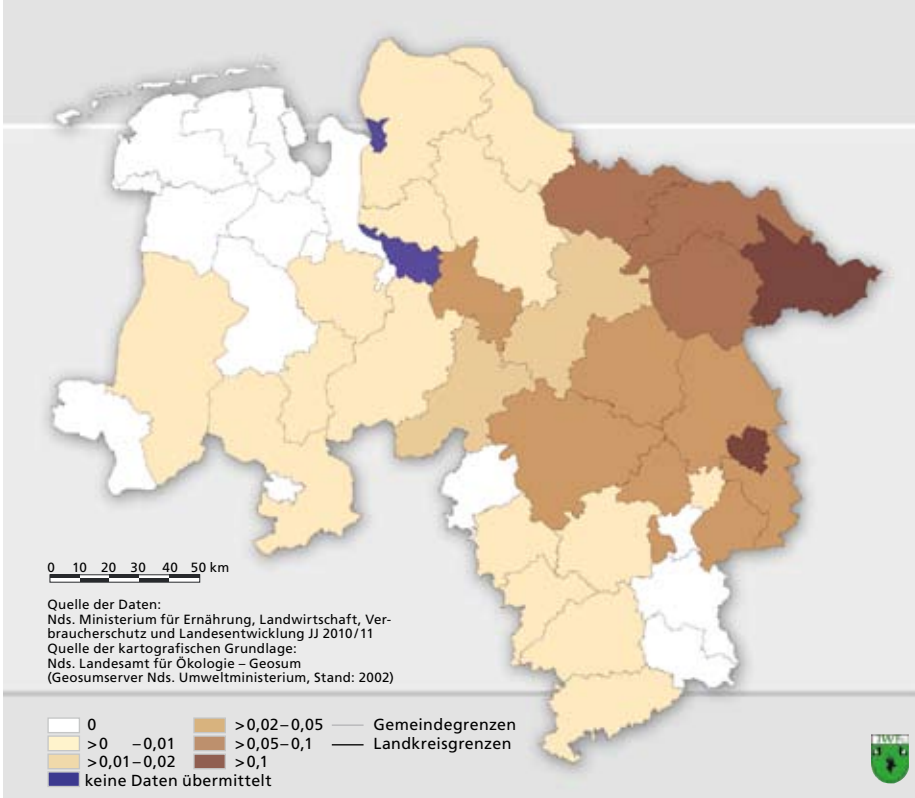 0 10 20 30 40 50 km
Quelle der Daten:
Nds. Ministerium für Ernährung, Landwirtschaft, Ver-
braucherschutz und Landesentwicklung JJ 2010/11
Quelle der kartografischen Grundlage:
Nds. Landesamt für Ökologie – Geosum
(Geosumserver Nds. Umweltministerium, Stand: 2002)
0
>0 –0,01
>0,01–0,02
keine Daten übermittelt
>0,02–0,05
>0,05–0,1
>0,1
Gemeindegrenzen
Landkreisgrenzen